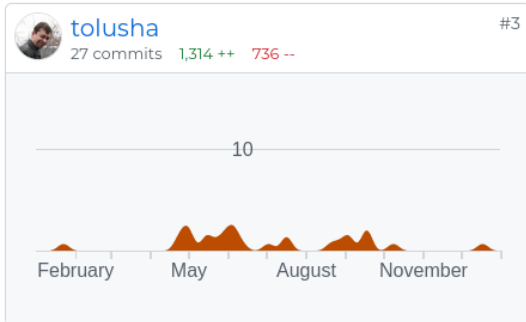 tolusha
#3
27 commits 1,314 ++ 736 --
10
February May August November